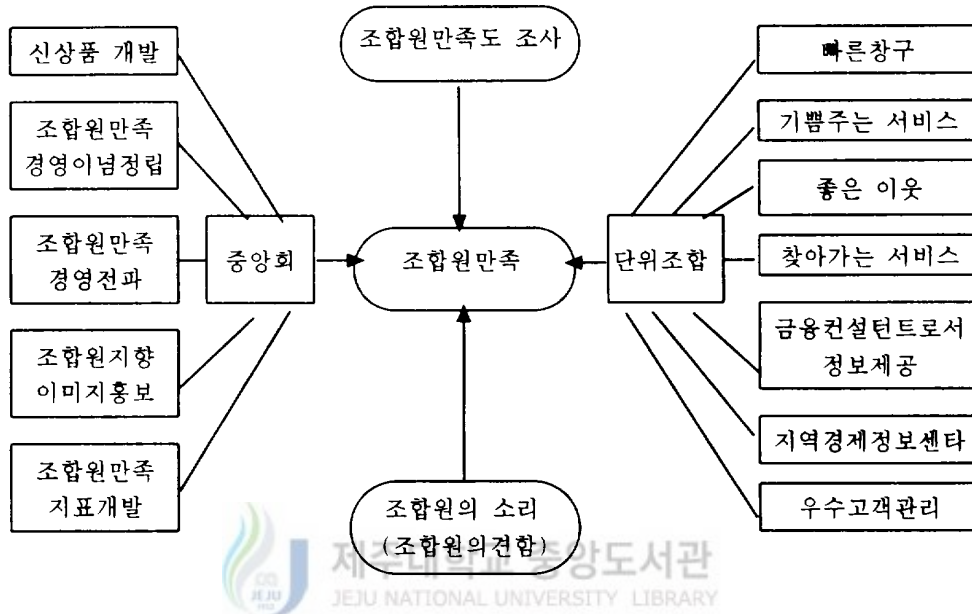 신상품 개발
조합원만족
경영이념정립
조합원만족
경영전파
조합원지향
이미지홍보
조합원만족
지표개발
중앙회
조합원만족도 조사
조합원만족
조합원의 소리
(조합원의견함)
단위조합
빠른창구
기쁨주는 서비스
좋은 이웃
찾아가는 서비스
금융컨설턴트로서
정보제공
지역경제정보센타
우수고객관리
제주대학교 중앙도서관
JEJU NATIONAL UNIVERSITY LIBRARY
JEJU
1952